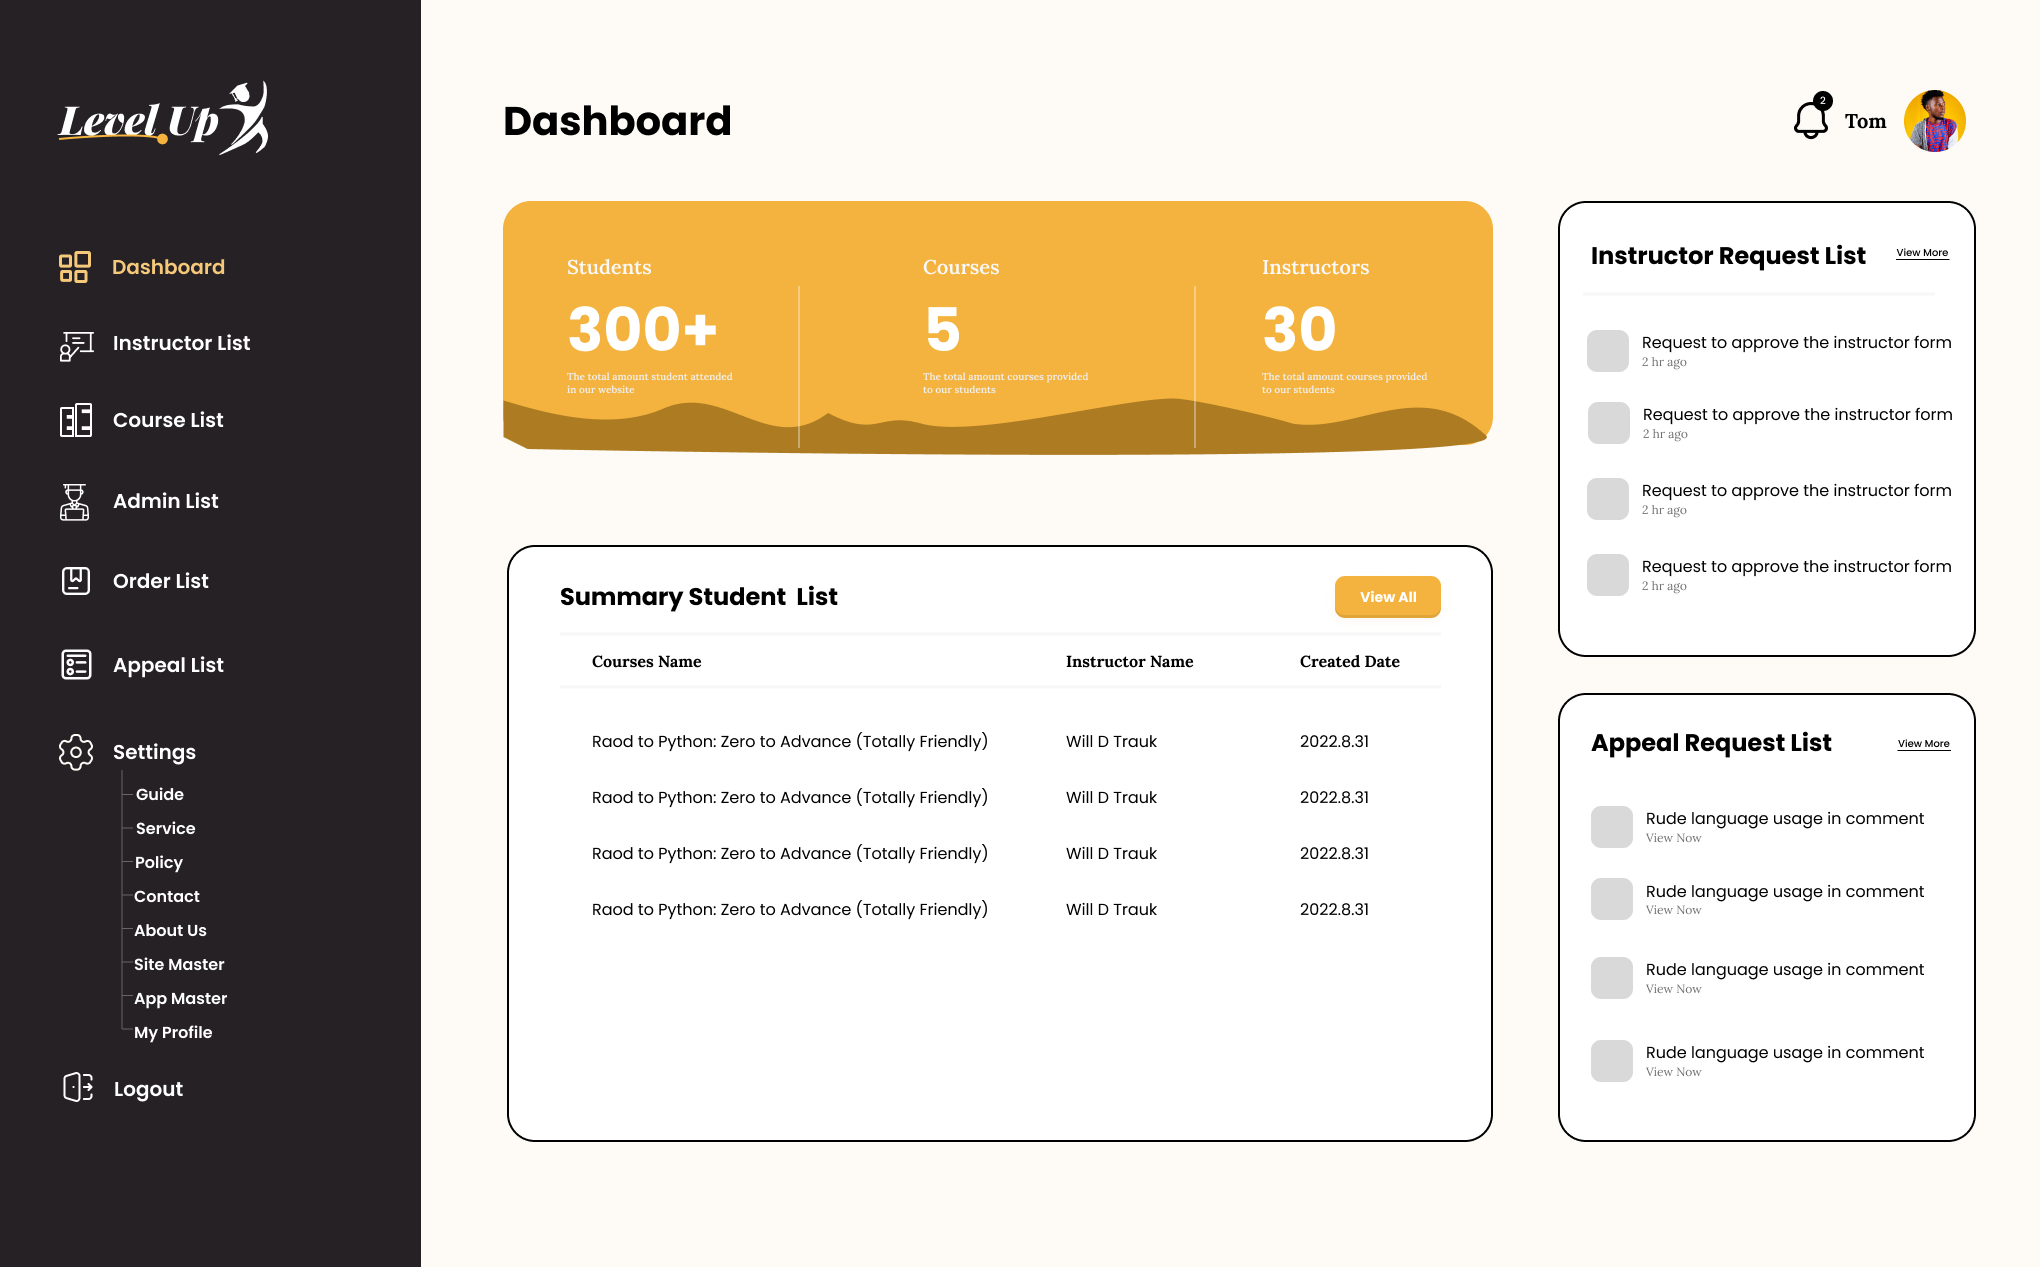 Level Up
Dashboard
Instructor List
Course List
Admin List
Order List
Appeal List
Settings
Guide
Service
Policy
Contact
About Us
Site Master
App Master
My Profile
Logout
Dashboard
2
Tom
Students
300+
The total amount student attended
in our website
Courses
5
The total amount courses provided
to our students
Instructors
30
The total amount courses provided
to our students
Summary Student List
View All
Courses Name Instructor Name Created Date
Raod to Python: Zero to Advance (Totally Friendly) Will D Trauk 2022.8.31
Raod to Python: Zero to Advance (Totally Friendly) Will D Trauk 2022.8.31
Raod to Python: Zero to Advance (Totally Friendly) Will D Trauk 2022.8.31
Raod to Python: Zero to Advance (Totally Friendly) Will D Trauk 2022.8.31
Instructor Request List
View More
Request to approve the instructor form
2 hr ago
Request to approve the instructor form
2 hr ago
Request to approve the instructor form
2 hr ago
Request to approve the instructor form
2 hr ago
Appeal Request List
View More
Rude language usage in comment
View Now
Rude language usage in comment
View Now
Rude language usage in comment
View Now
Rude language usage in comment
View Now